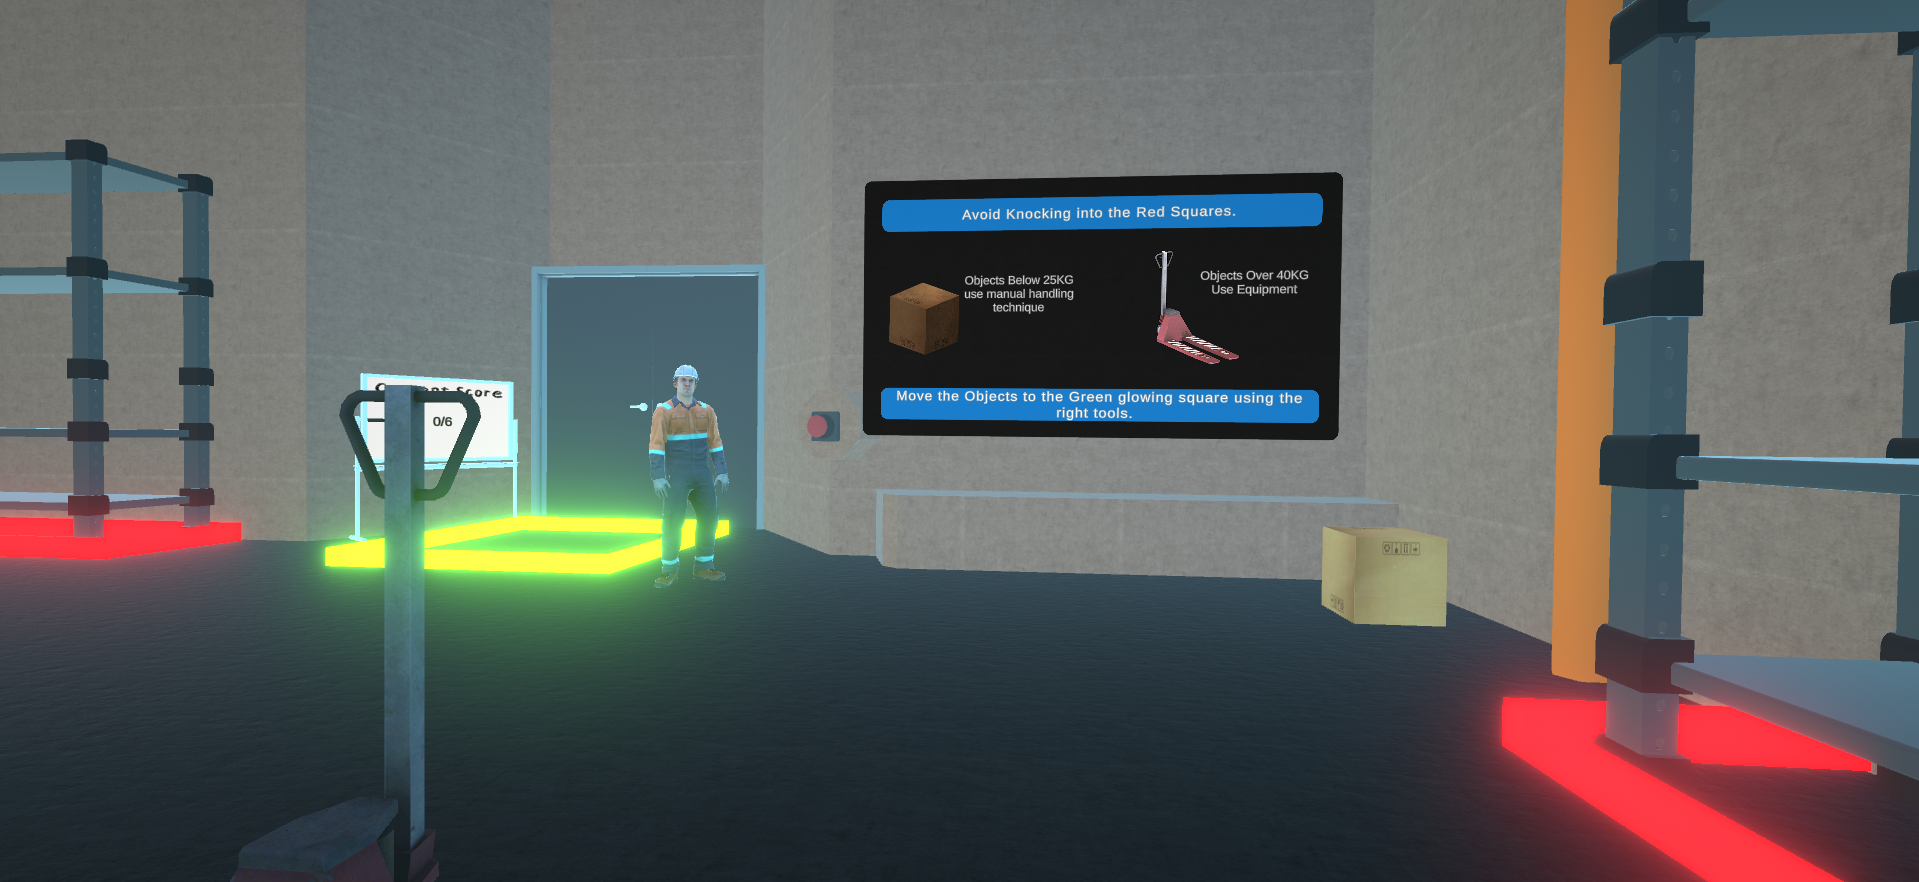 Avoid Knocking into the Red Squares.
Objects Below 25KG
use manual handling
technique
Objects Over 40KG
Use Equipment
Move the Objects to the Green glowing square using the
right tools.
Score
0/6